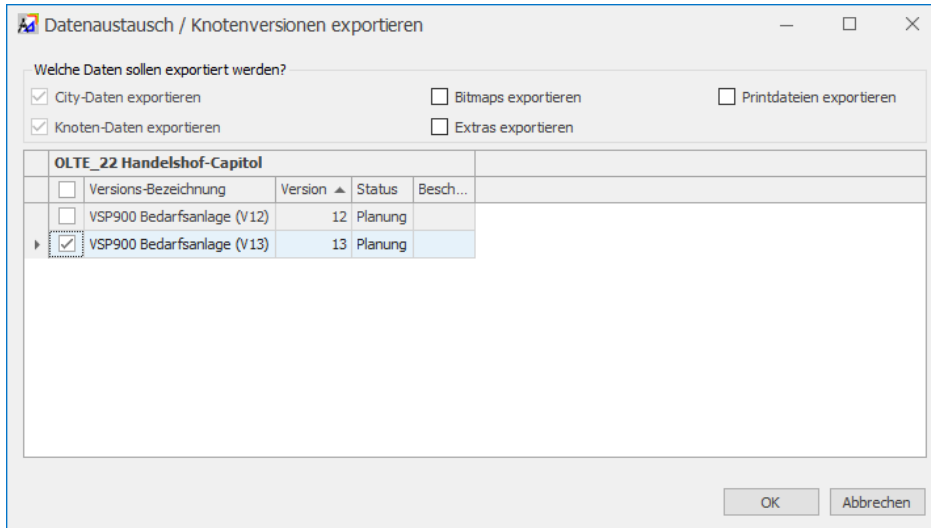 Datenaustausch / Knotenversionen exportieren
Welche Daten sollen exportiert werden?
City-Daten exportieren Bitmaps exportieren Printdateien exportieren
Knoten-Daten exportieren Extras exportieren
OLTE_22 Handelshof-Capitol
Versions-Bezeichnung Version Status Besch...
VSP900 Bedarfsanlage (V12) 12 Planung
VSP900 Bedarfsanlage (V13) 13 Planung
OK Abbrechen